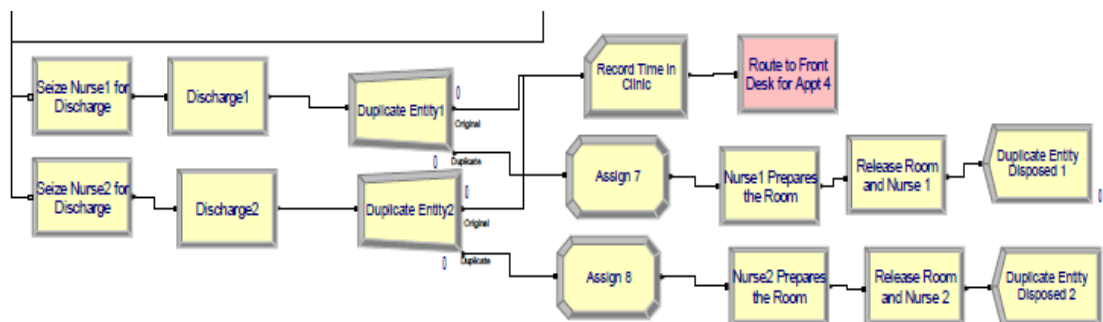 Seize Nurse1 for
Discharge
Discharge1
Duplicate Entity1
0
Original
0
Duplicate
Record Time in
Clinic
Route to Front
Desk for Appt 4
Seize Nurse2 for
Discharge
Discharge2
Duplicate Entity2
0
Original
0
Duplicate
Assign 7
Nurse1 Prepares
the Room
Release Room
and Nurse 1
Duplicate Entity
Disposed 1
0
Assign 8
Nurse2 Prepares
the Room
Release Room
and Nurse 2
Duplicate Entity
Disposed 2